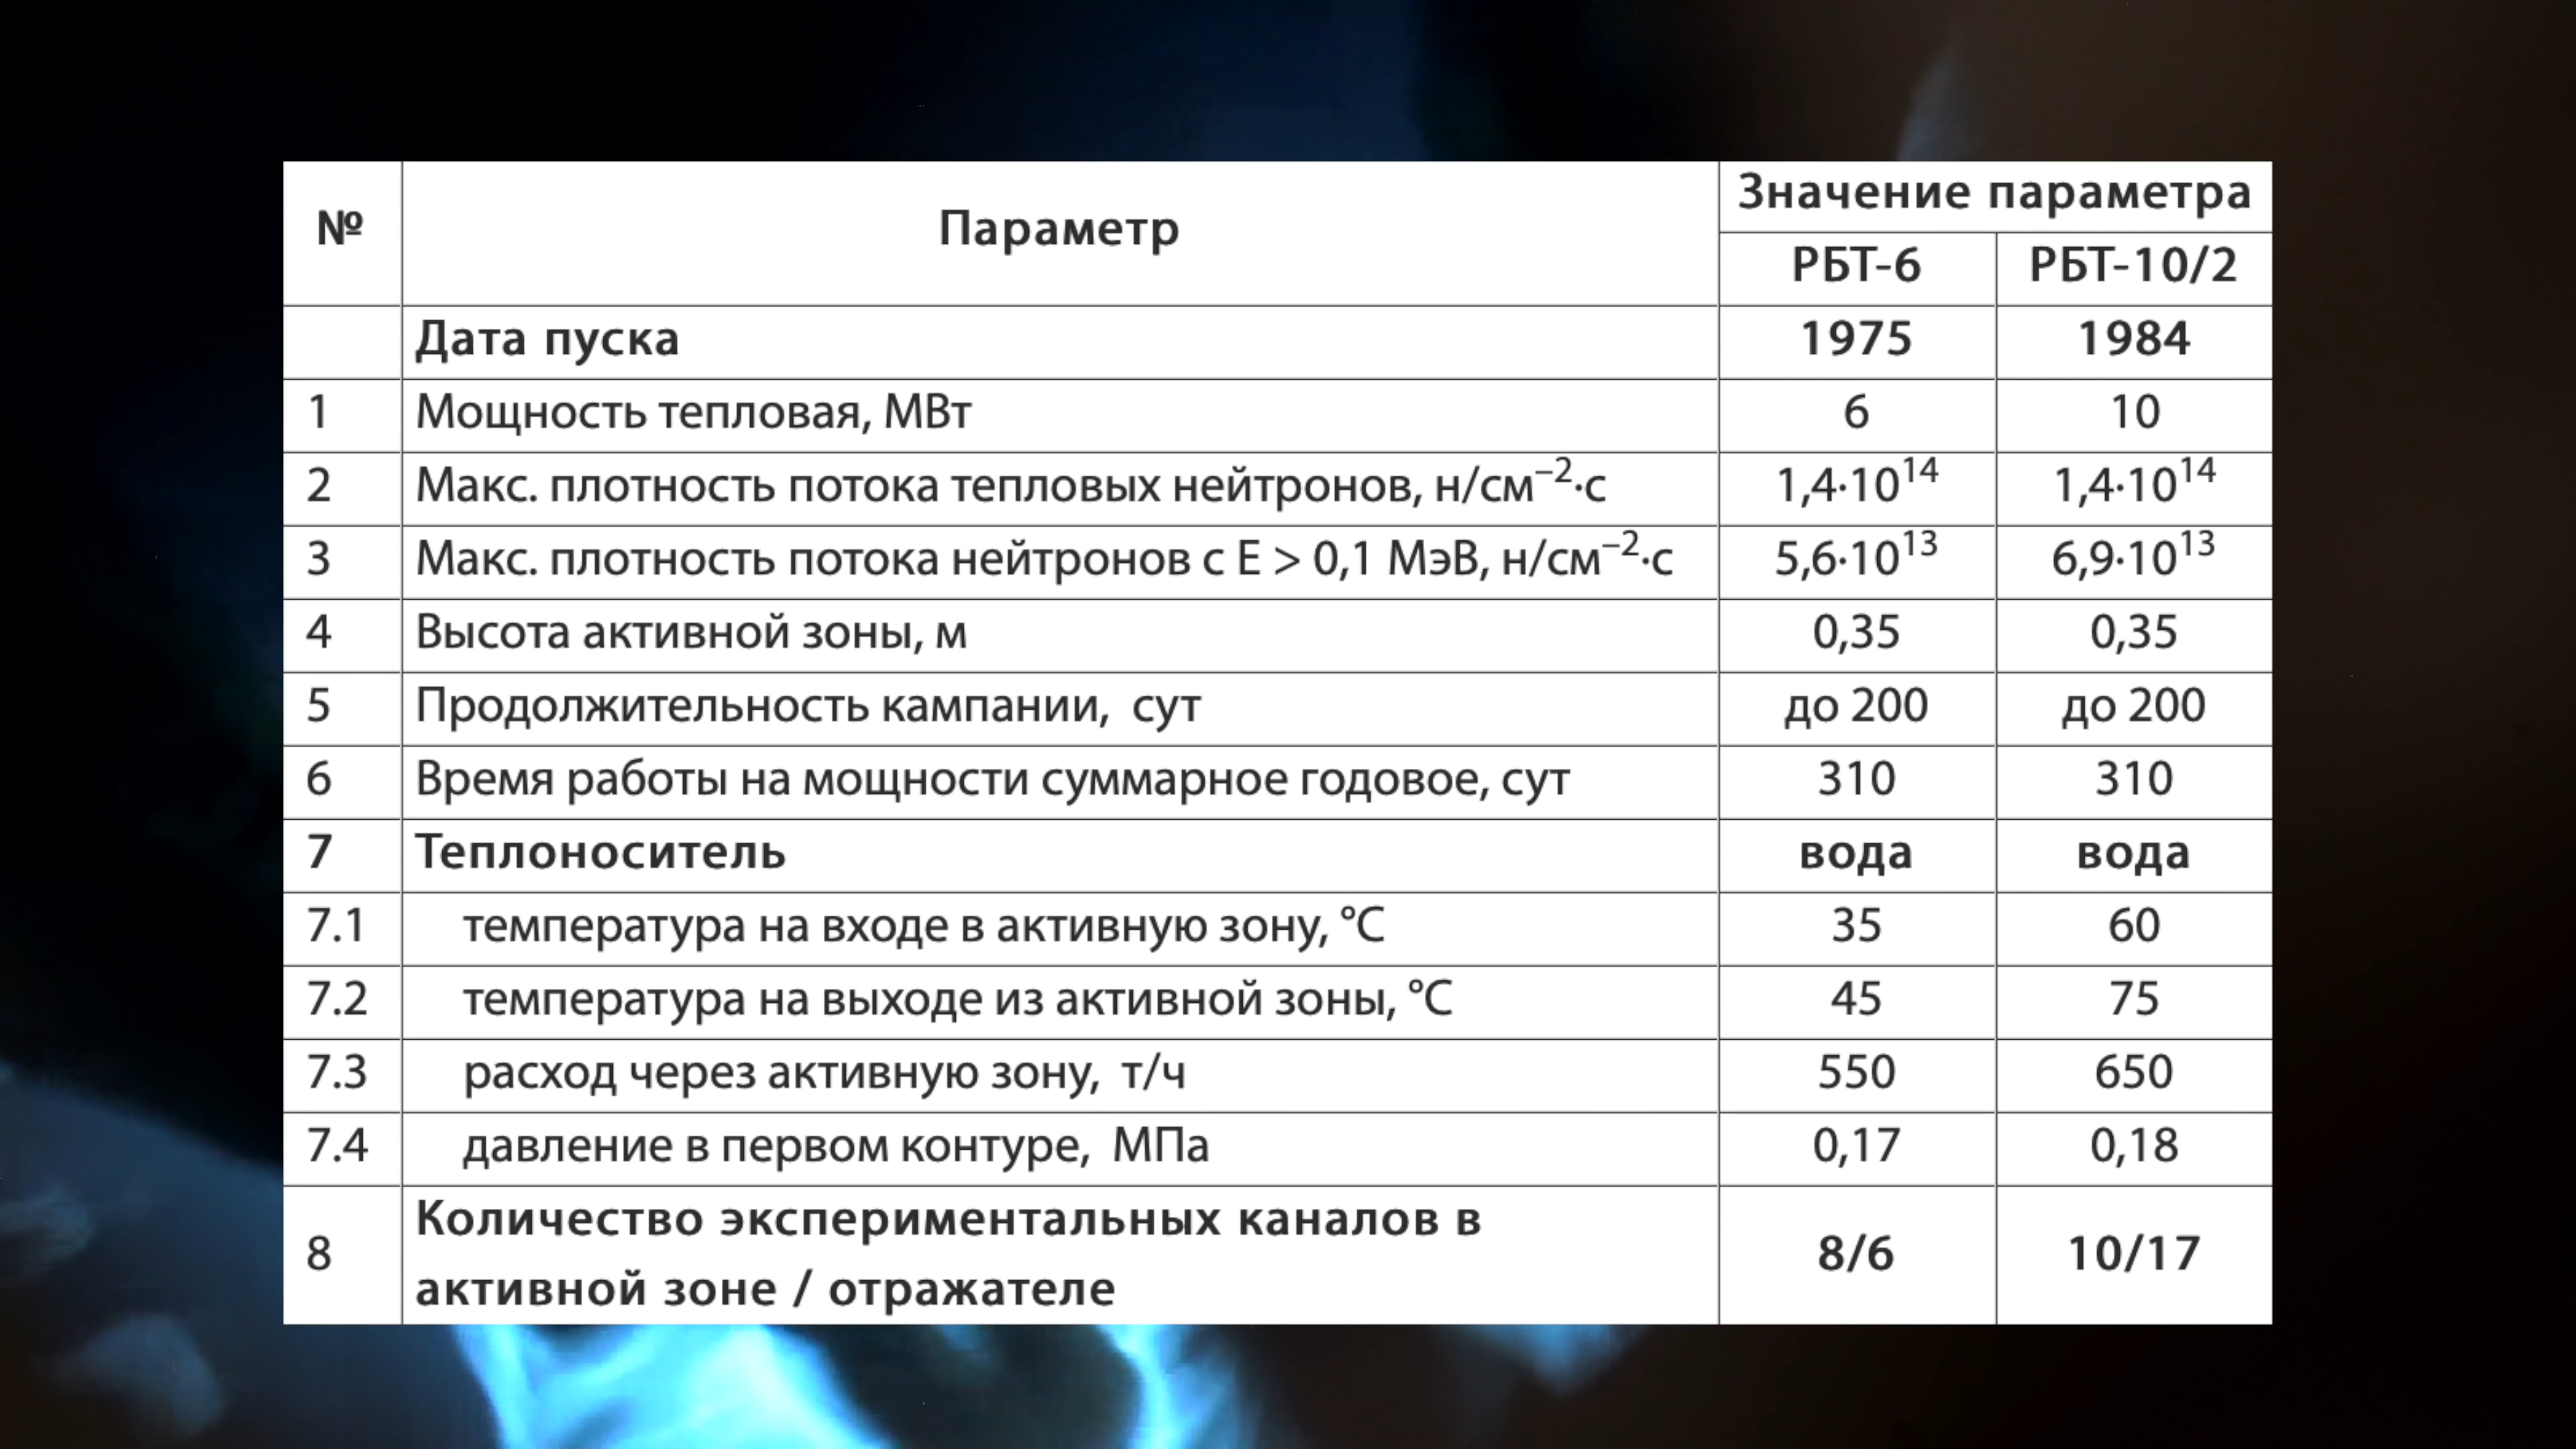 № Параметр Значение параметра
РБТ-6 РБТ-10/2
Дата пуска 1975 1984
1 Мощность тепловая, МВт 6 10
2 Макс. плотность потока тепловых нейтронов, н/см⁻²·с 1,4·10¹⁴ 1,4·10¹⁴
3 Макс. плотность потока нейтронов с E > 0,1 МэВ, н/см⁻²·с 5,6·10¹³ 6,9·10¹³
4 Высота активной зоны, м 0,35 0,35
5 Продолжительность кампании, сут до 200 до 200
6 Время работы на мощности суммарное годовое, сут 310 310
7 Теплоноситель вода вода
7.1 температура на входе в активную зону, °С 35 60
7.2 температура на выходе из активной зоны, °С 45 75
7.3 расход через активную зону, т/ч 550 650
7.4 давление в первом контуре, МПа 0,17 0,18
8 Количество экспериментальных каналов в
активной зоне / отражателе 8/6 10/17